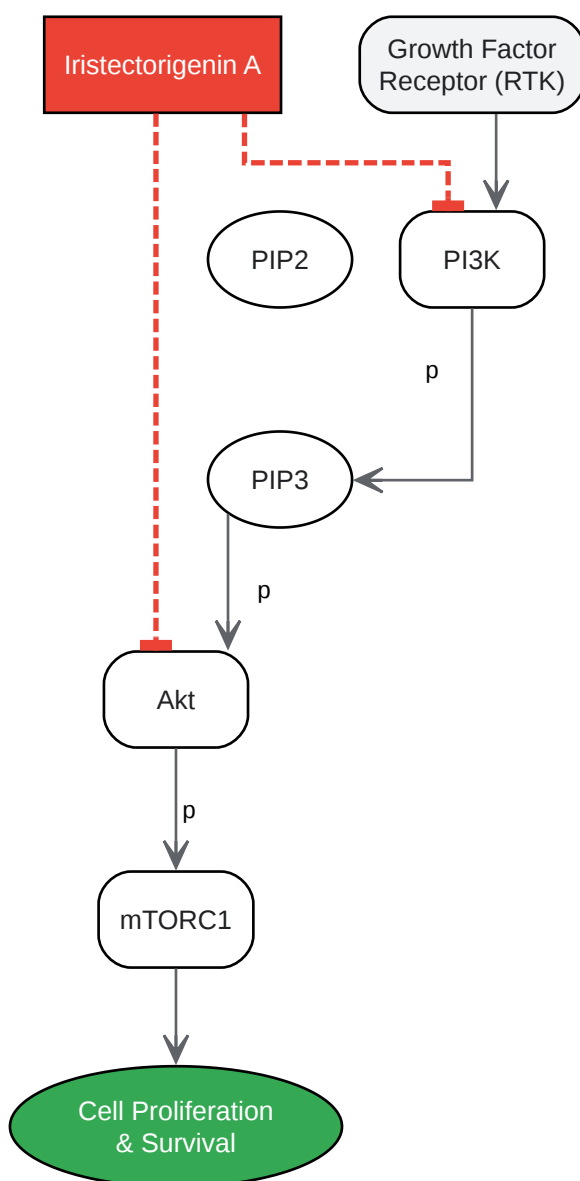 Iristectorigenin A
Growth Factor
Receptor (RTK)
PIP2
PI3K
p
PIP3
p
Akt
p
mTORC1
Cell Proliferation
& Survival